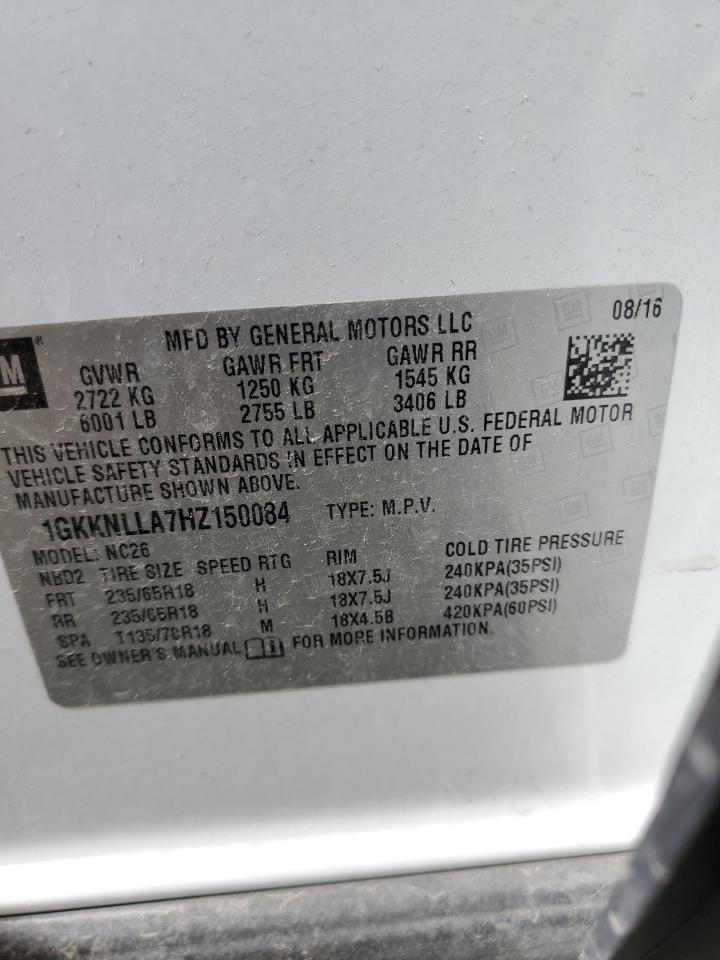 GM®
MFD BY GENERAL MOTORS LLC 08/16
GVWR GAWR FRT GAWR RR
2722 KG 1250 KG 1545 KG
6001 LB 2755 LB 3406 LB
THIS VEHICLE CONFORMS TO ALL APPLICABLE U.S. FEDERAL MOTOR
VEHICLE SAFETY STANDARDS IN EFFECT ON THE DATE OF
MANUFACTURE SHOWN ABOVE.
1GKKNLLA7HZ150084 TYPE: M.P.V.
MODEL: NC26
NBD2 TIRE SIZE SPEED RTG RIM COLD TIRE PRESSURE
FRT 235/65R18 H 18X7.5J 240KPA(35PSI)
RR 235/65R18 H 18X7.5J 240KPA(35PSI)
SPA T135/70R18 M 18X4.5B 420KPA(60PSI)
SEE OWNER'S MANUAL FOR MORE INFORMATION.